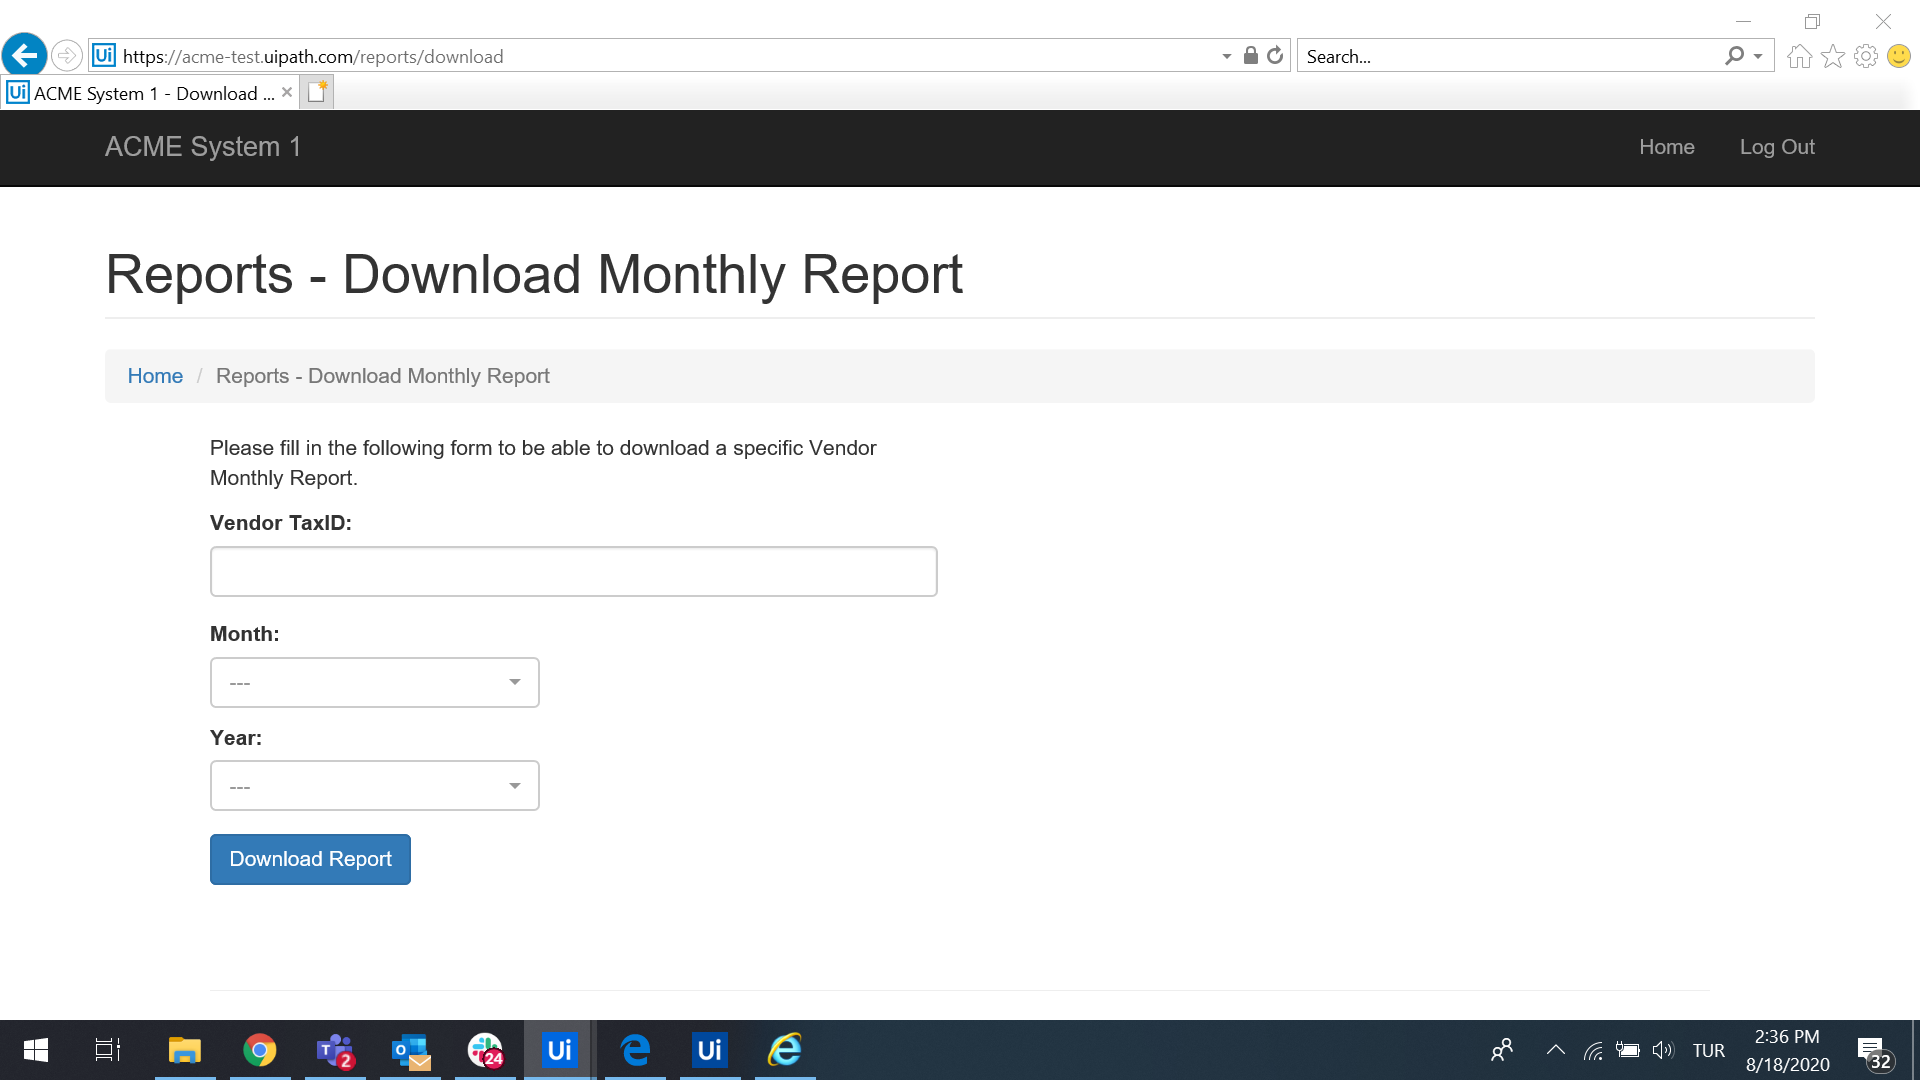 Ui https://acme-test.uipath.com/reports/download
Search...
Ui ACME System 1 - Download ...
ACME System 1
Home
Log Out
Reports - Download Monthly Report
Home / Reports - Download Monthly Report
Please fill in the following form to be able to download a specific Vendor
Monthly Report.
Vendor TaxID:
Month:
---
Year:
---
Download Report
T 2
O
24
Ui
Ui
TUR
2:36 PM
8/18/2020
32